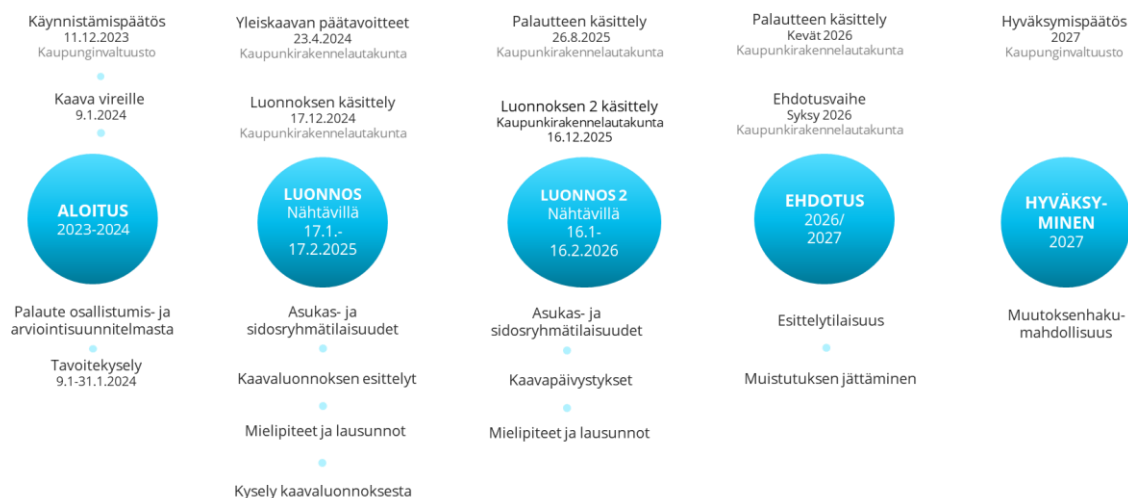 Käynnistämispäätös
11.12.2023
Kaupunginvaltuusto
Kaava vireille
9.1.2024
ALOITUS
2023-2024
Palaute osallistumis- ja
arviointisuunnitelmasta
Tavoitekysely
9.1-31.1.2024
Yleiskaavan päätavoitteet
23.4.2024
Kaupunkirakennelautakunta
Luonnoksen käsittely
17.12.2024
Kaupunkirakennelautakunta
LUONNOS
Nähtävillä
17.1.-
17.2.2025
Asukas- ja
sidosryhmätilaisuudet
Kaavaluonnoksen esittelyt
Mielipiteet ja lausunnot
Kysely kaavaluonnoksesta
Palautteen käsittely
26.8.2025
Kaupunkirakennelautakunta
Luonnoksen 2 käsittely
Kaupunkirakennelautakunta
16.12.2025
LUONNOS 2
Nähtävillä
16.1-
16.2.2026
Asukas- ja
sidosryhmätilaisuudet
Kaavapäivystykset
Mielipiteet ja lausunnot
Palautteen käsittely
Kevät 2026
Kaupunkirakennelautakunta
Ehdotusvaihe
Syksy 2026
Kaupunkirakennelautakunta
EHDOTUS
2026/
2027
Esittelytilaisuus
Muistutuksen jättäminen
Hyväksymispäätös
2027
Kaupunginvaltuusto
HYVÄKSY-
MINEN
2027
Muutoksenhaku-
mahdollisuus